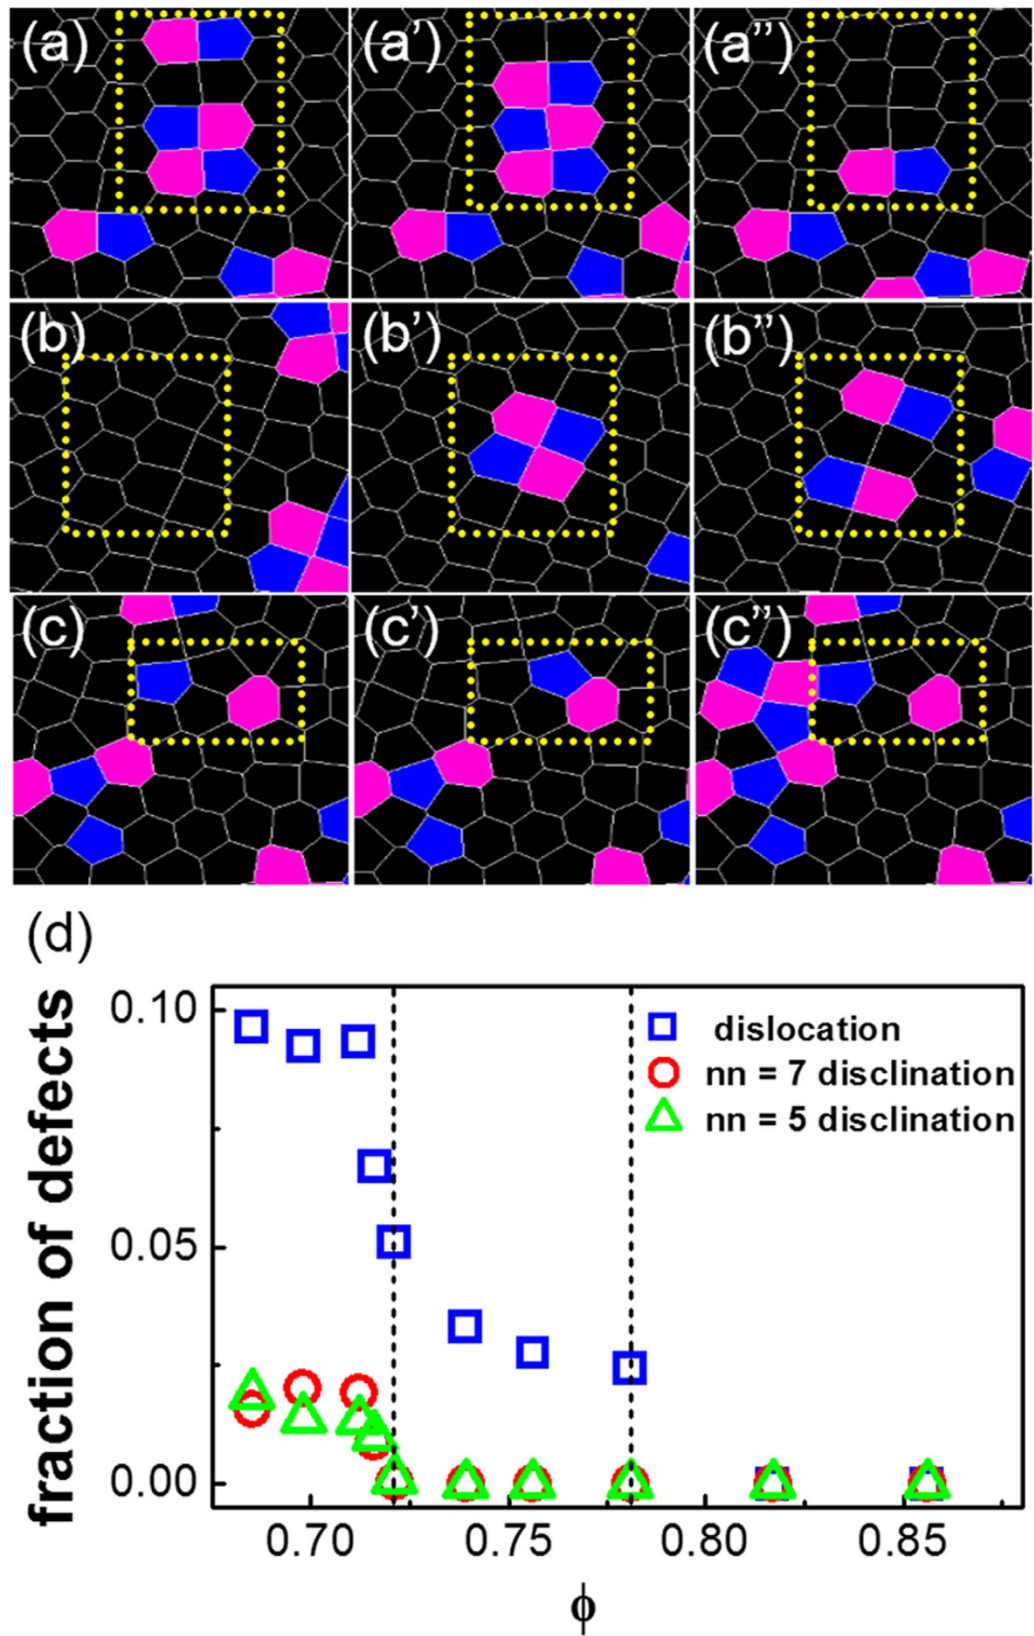 (a) (a') (a'')
(b) (b') (b'')
(c) (c') (c'')
(d)
fraction of defects
0.10
0.05
0.00
dislocation
nn = 7 disclination
nn = 5 disclination
0.70 0.75 0.80 0.85
ϕ